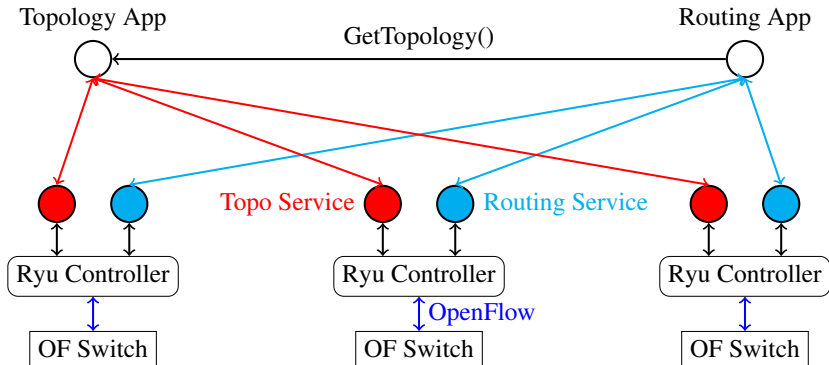 Topology App
Routing App
GetTopology()
Topo Service
Routing Service
Ryu Controller
Ryu Controller
Ryu Controller
OpenFlow
OF Switch
OF Switch
OF Switch